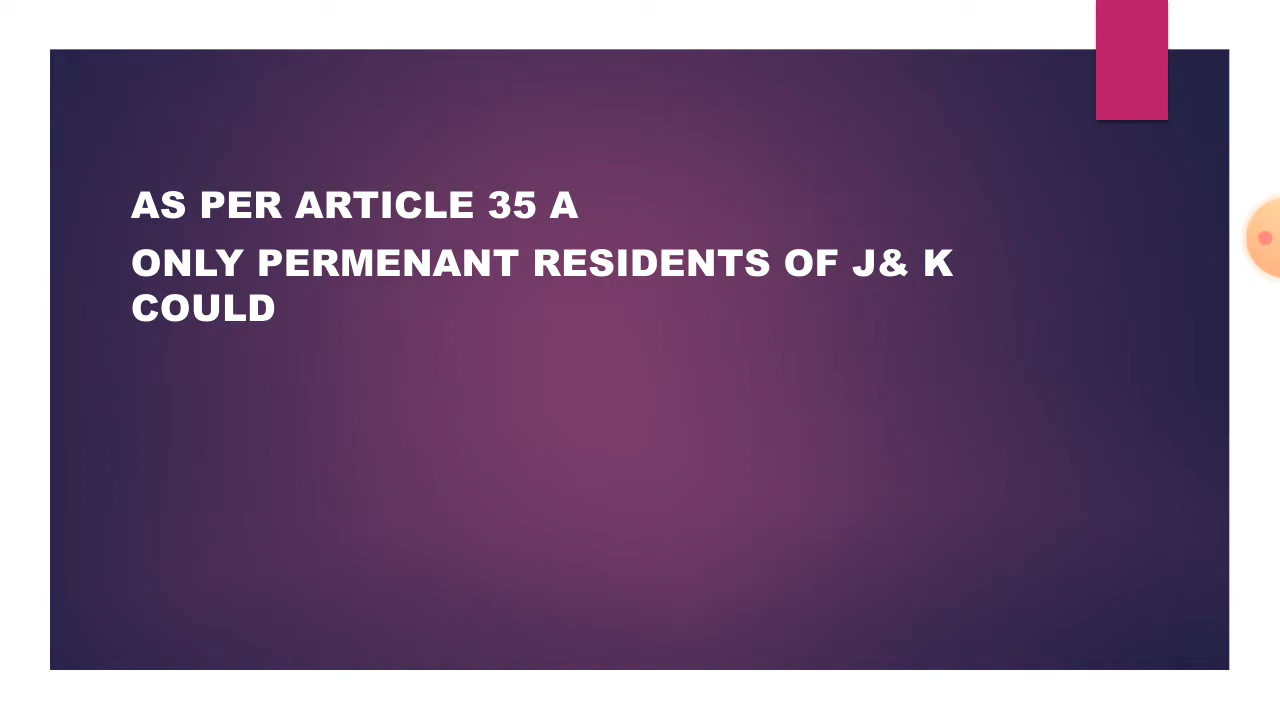 AS PER ARTICLE 35 A
ONLY PERMENANT RESIDENTS OF J& K
COULD